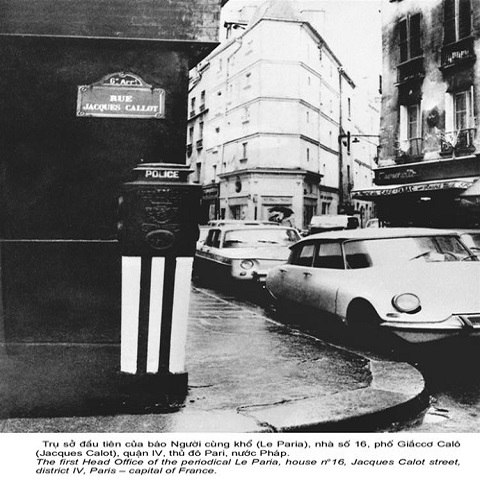 6e Arrt
RUE
JACQUES CALLOT
POLICE
Trụ sở đầu tiên của báo Người cùng khổ (Le Paria), nhà số 16, phố Giắccơ Calô
(Jacques Calot), quận IV, thủ đô Pari, nước Pháp.
The first Head Office of the periodical Le Paria, house n°16, Jacques Calot street,
district IV, Paris – capital of France.